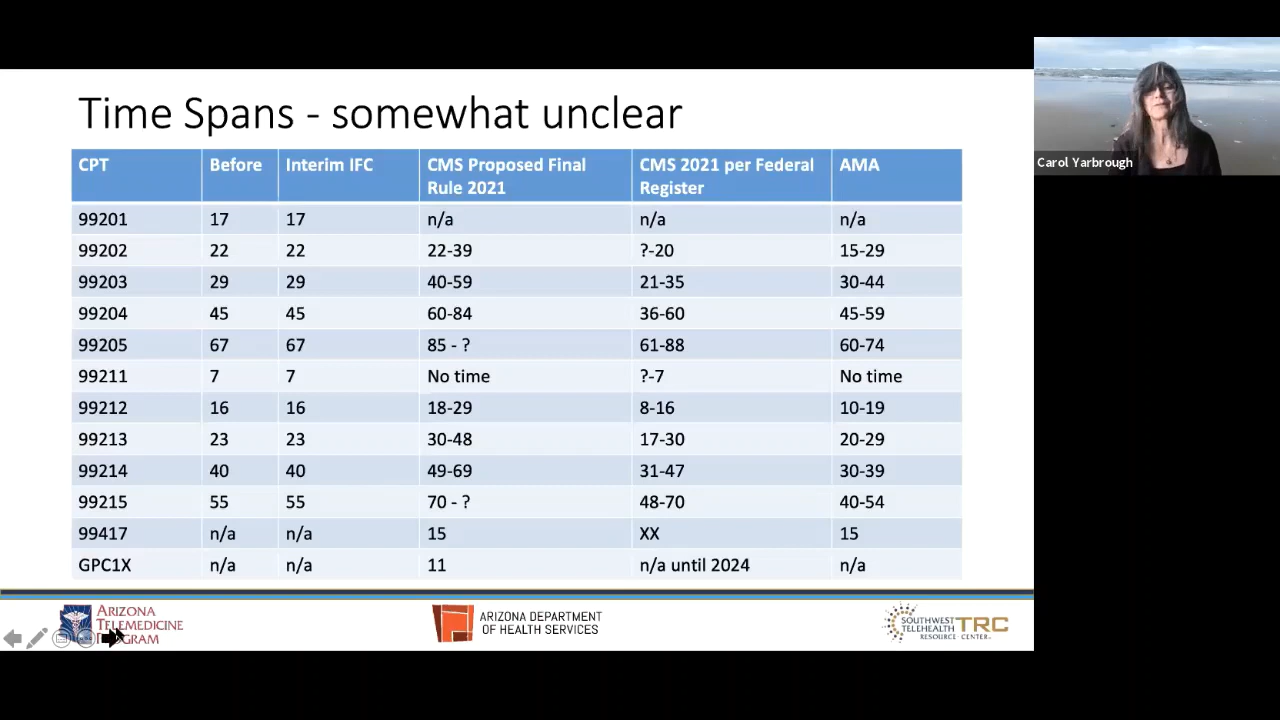 Time Spans - somewhat unclear
Carol Yarbrough
CPT Before Interim IFC CMS Proposed Final Rule 2021 CMS 2021 per Federal Register AMA
99201 17 17 n/a n/a n/a
99202 22 22 22-39 ?-20 15-29
99203 29 29 40-59 21-35 30-44
99204 45 45 60-84 36-60 45-59
99205 67 67 85 - ? 61-88 60-74
99211 7 7 No time ?-7 No time
99212 16 16 18-29 8-16 10-19
99213 23 23 30-48 17-30 20-29
99214 40 40 49-69 31-47 30-39
99215 55 55 70 - ? 48-70 40-54
99417 n/a n/a 15 XX 15
GPC1X n/a n/a 11 n/a until 2024 n/a
ARIZONA
TELEMEDICINE
PROGRAM
ARIZONA DEPARTMENT
OF HEALTH SERVICES
SOUTHWEST
TELEHEALTH
RESOURCE CENTER
TRC